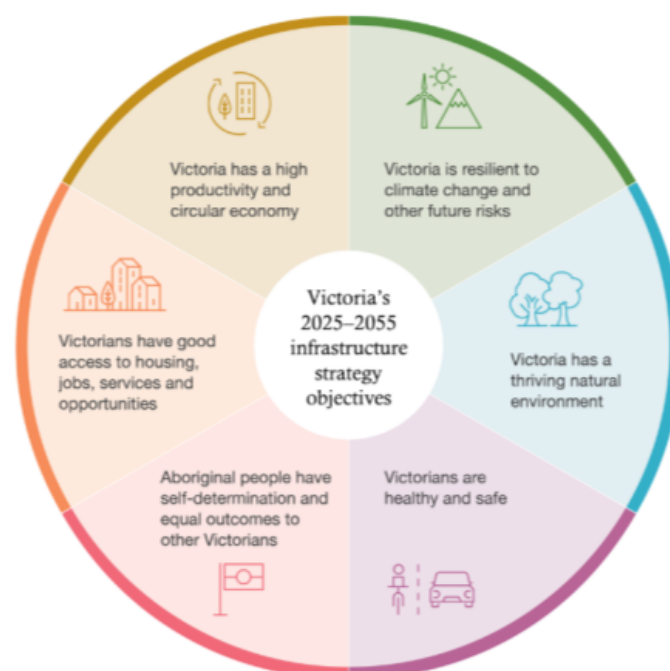 Victoria has a high
productivity and
circular economy
Victoria is resilient to
climate change and
other future risks
Victorians have good
access to housing,
jobs, services and
opportunities
Victoria's
2025–2055
infrastructure
strategy
objectives
Victoria has a
thriving natural
environment
Aboriginal people have
self-determination and
equal outcomes to
other Victorians
Victorians are
healthy and safe